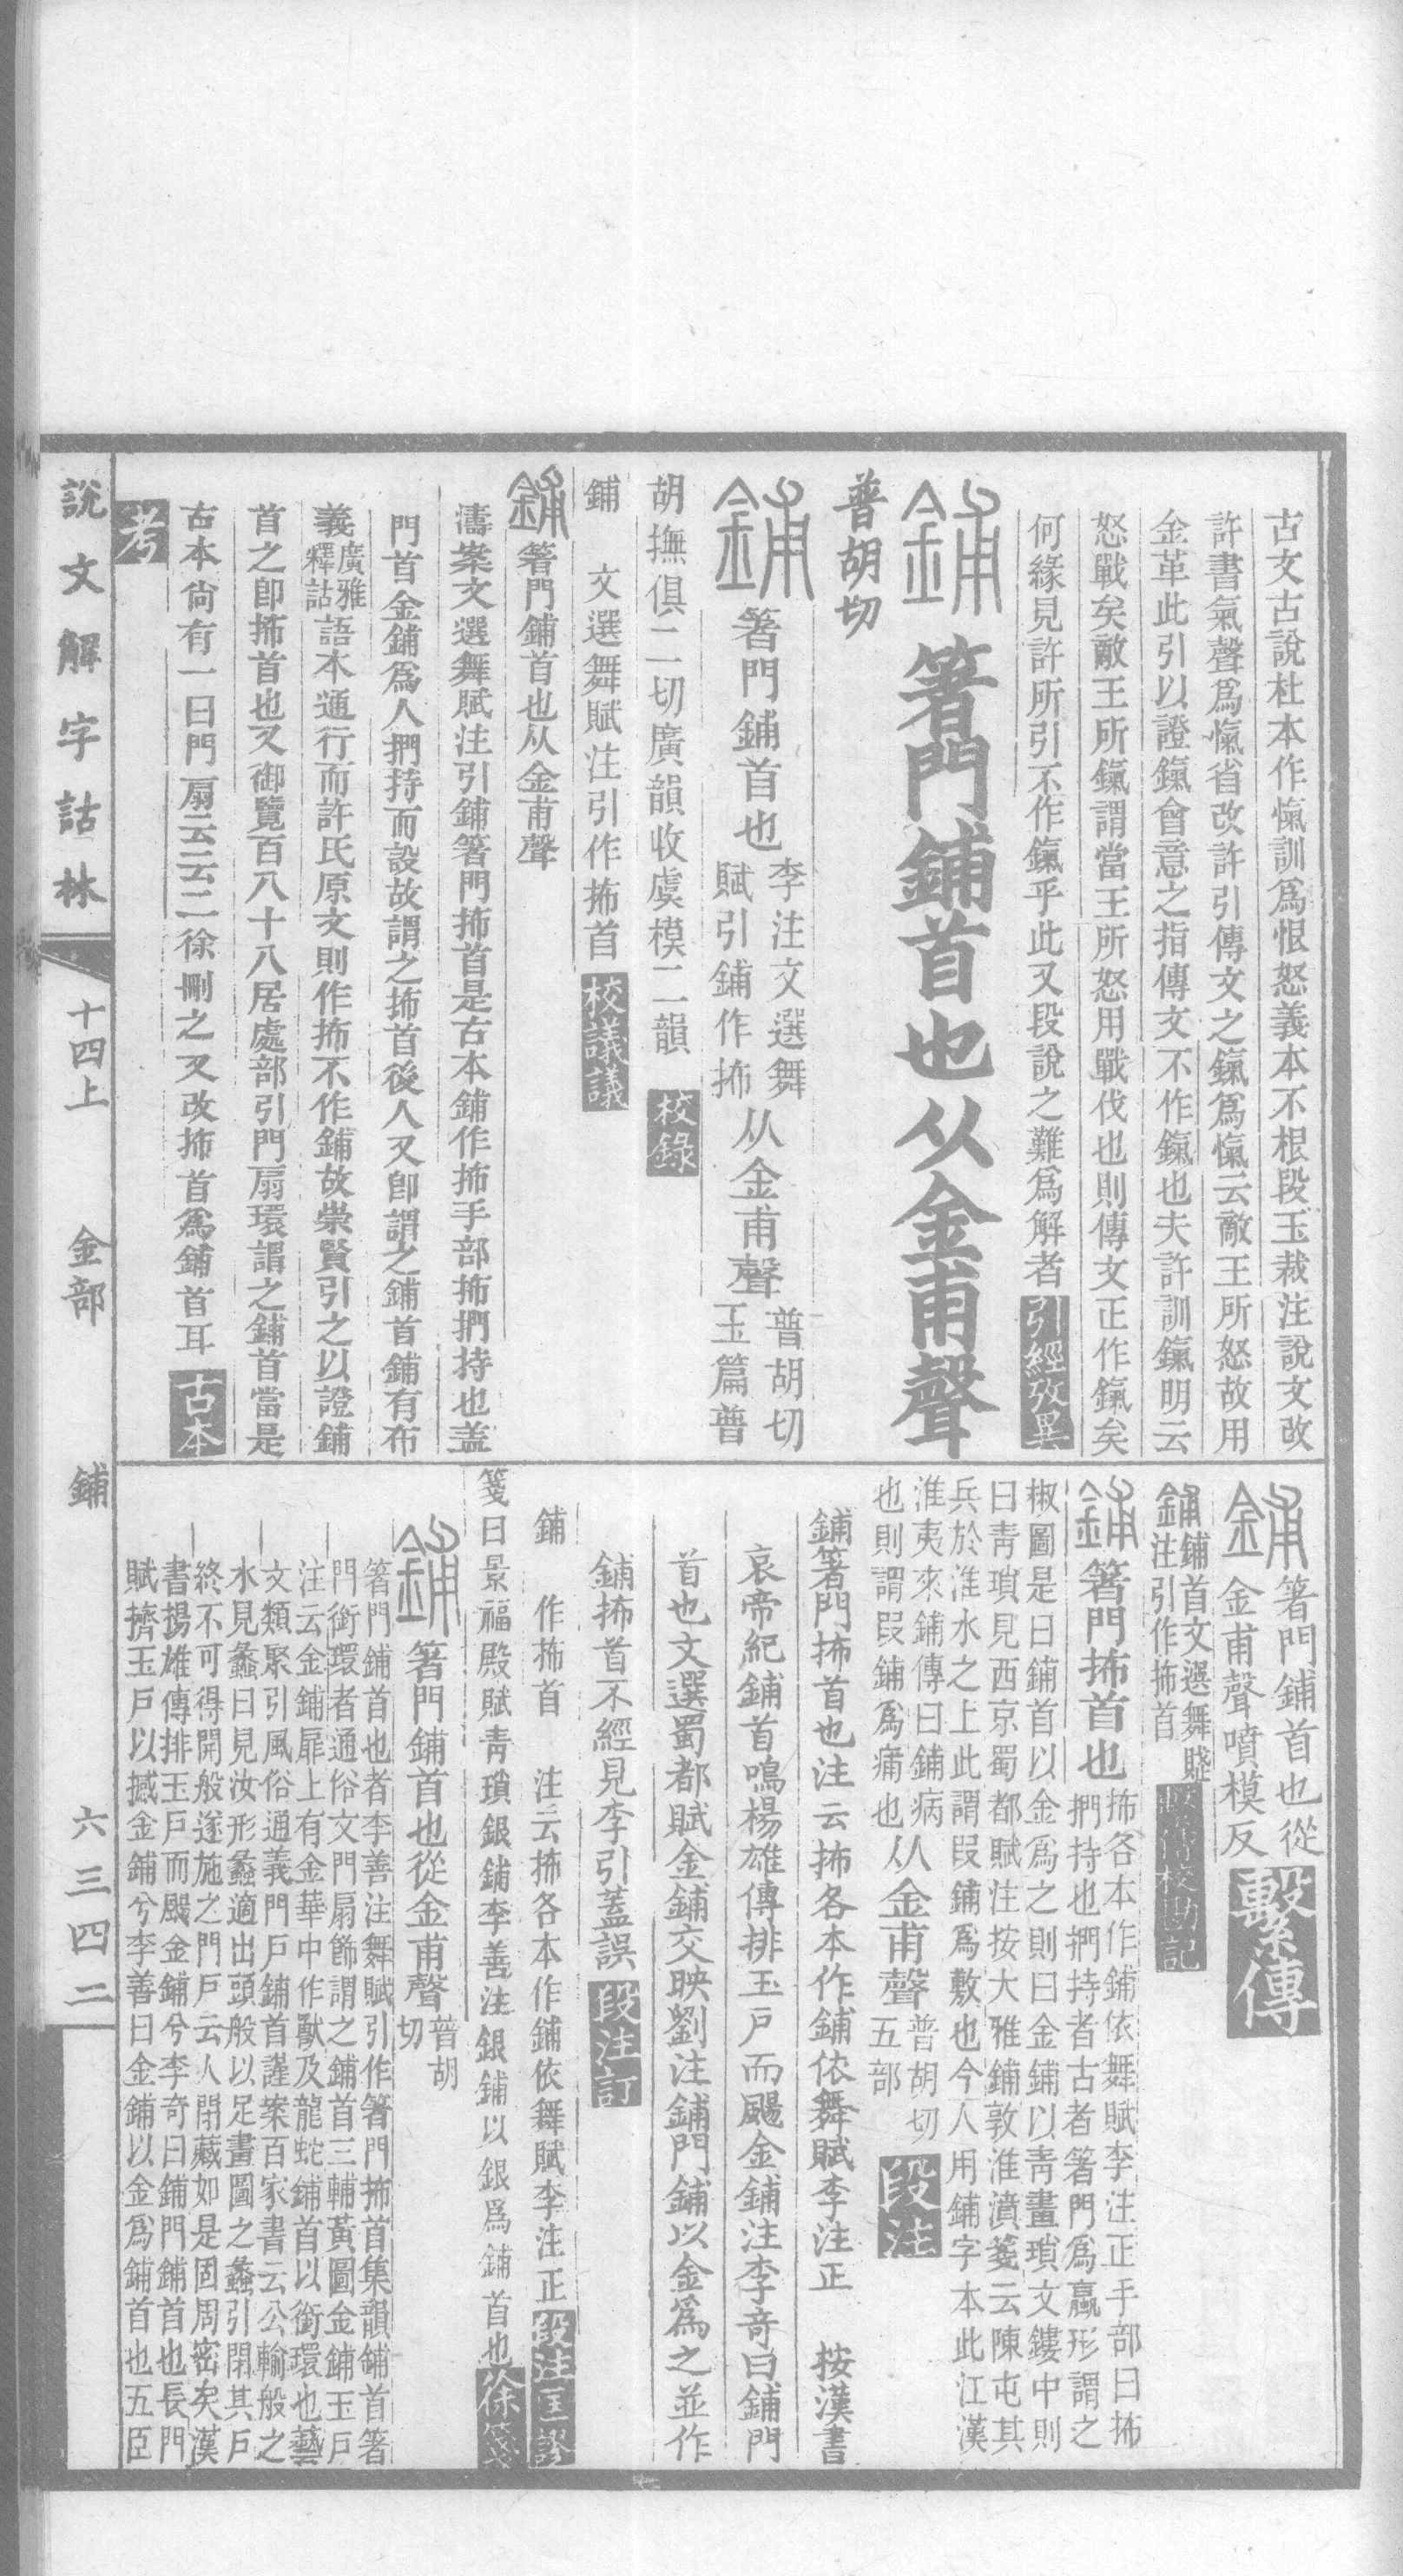 古文古說杜本作愾訓爲恨怒義本不根段玉裁注說文改
許書氣聲爲愾省改許引傳文之鎎爲愾云敵王所怒故用
金革此引以證鎎會意之指傳文不作鎎也夫許訓鎎明云
怒戰矣敵王所鎎謂當王所怒用戰伐也則傳文正作鎎矣
何緣見許所引不作鎎乎此又段說之難爲解者引經攷異
鋪箸門鋪首也从金甫聲
普胡切
鋪箸門鋪首也李注文選舞賦引鋪作抪从金甫聲普胡切玉篇普
胡撫俱二切廣韻收虞模二韻校錄
鋪 文選舞賦注引作抪首校議議
鋪箸門鋪首也从金甫聲
濤案文選舞賦注引鋪箸門抪首是古本鋪作抪手部抪捫持也蓋
門首金鋪爲人捫持而設故謂之抪首後人又卽謂之鋪首鋪有布
義廣雅釋詁語本通行而許氏原文則作抪不作鋪故崇賢引之以證鋪
首之卽抪首也又御覽百八十八居處部引門扇環謂之鋪首當是
古本尙有一曰門扇云云二徐刪之又改抪首爲鋪首耳古本
考
鋪箸門鋪首也從
金甫聲噴模反繫傳
鋪鋪首文選舞賦
注引作抪首繫傳校勘記
鋪箸門抪首也抪各本作鋪依舞賦李注正手部曰抪
捫持也捫持者古者箸門爲蠃形謂之
椒圖是曰鋪首以金爲之則曰金鋪以靑畫瑣文鏤中則
曰靑瑣見西京蜀都賦注按大雅鋪敦淮濆箋云陳屯其
兵於淮水之上此謂叚鋪爲敷也今人用鋪字本此江漢
淮夷來鋪傳曰鋪病
也則謂叚鋪爲痡也从金甫聲普胡切五部段注
鋪箸門抪首也注云抪各本作鋪依舞賦李注正 按漢書
哀帝紀鋪首鳴楊雄傳排玉戸而颺金鋪注李奇曰鋪門
首也文選蜀都賦金鋪交映劉注鋪門鋪以金爲之並作
鋪抪首不經見李引蓋誤段注訂
鋪 作抪首 注云抪各本作鋪依舞賦李注正段注匡謬
箋曰景福殿賦靑瑣銀鋪李善注銀鋪以銀爲鋪首也徐箋
鋪箸門鋪首也從金甫聲普胡切
箸門鋪首也者李善注舞賦引作箸門抪首集韻鋪首箸
門銜環者通俗文門扇飾謂之鋪首三輔黃圖金鋪玉戸
注云金鋪扉上有金華中作獸及龍蛇鋪首以銜環也藝
文類聚引風俗通義門戸鋪首謹案百家書云公輸般之
水見蠡曰見汝形蠡適出頭般以足畫圖之蠡引閉其戸
終不可得開般遂施之門戸云人閉藏如是固周密矣漢
書揚雄傳排玉戸而颺金鋪兮李奇曰鋪門鋪首也長門
賦擠玉戸以撼金鋪兮李善曰金鋪以金爲鋪首也五臣
說文解字詁林 十四上 金部 鋪 六三四二